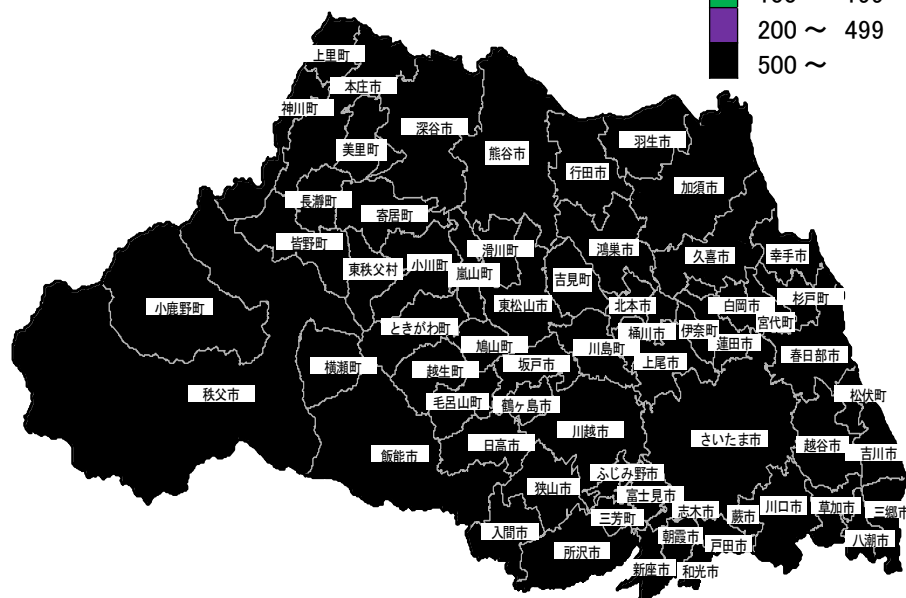 200 ～ 499
500 ～
上里町
本庄市
神川町
深谷市
羽生市
美里町
熊谷市
行田市
加須市
長瀞町
寄居町
皆野町
滑川町
鴻巣市
久喜市
幸手市
東秩父村
小川町
嵐山町
吉見町
小鹿野町
東松山市
北本市
白岡市
杉戸町
ときがわ町
桶川市
伊奈町
宮代町
鳩山町
川島町
蓮田市
横瀬町
越生町
坂戸市
上尾市
春日部市
秩父市
毛呂山町
鶴ヶ島市
松伏町
飯能市
日高市
川越市
さいたま市
越谷市
吉川市
狭山市
ふじみ野市
富士見市
三芳町
志木市
蕨市
川口市
草加市
三郷市
入間市
所沢市
朝霞市
戸田市
八潮市
新座市
和光市